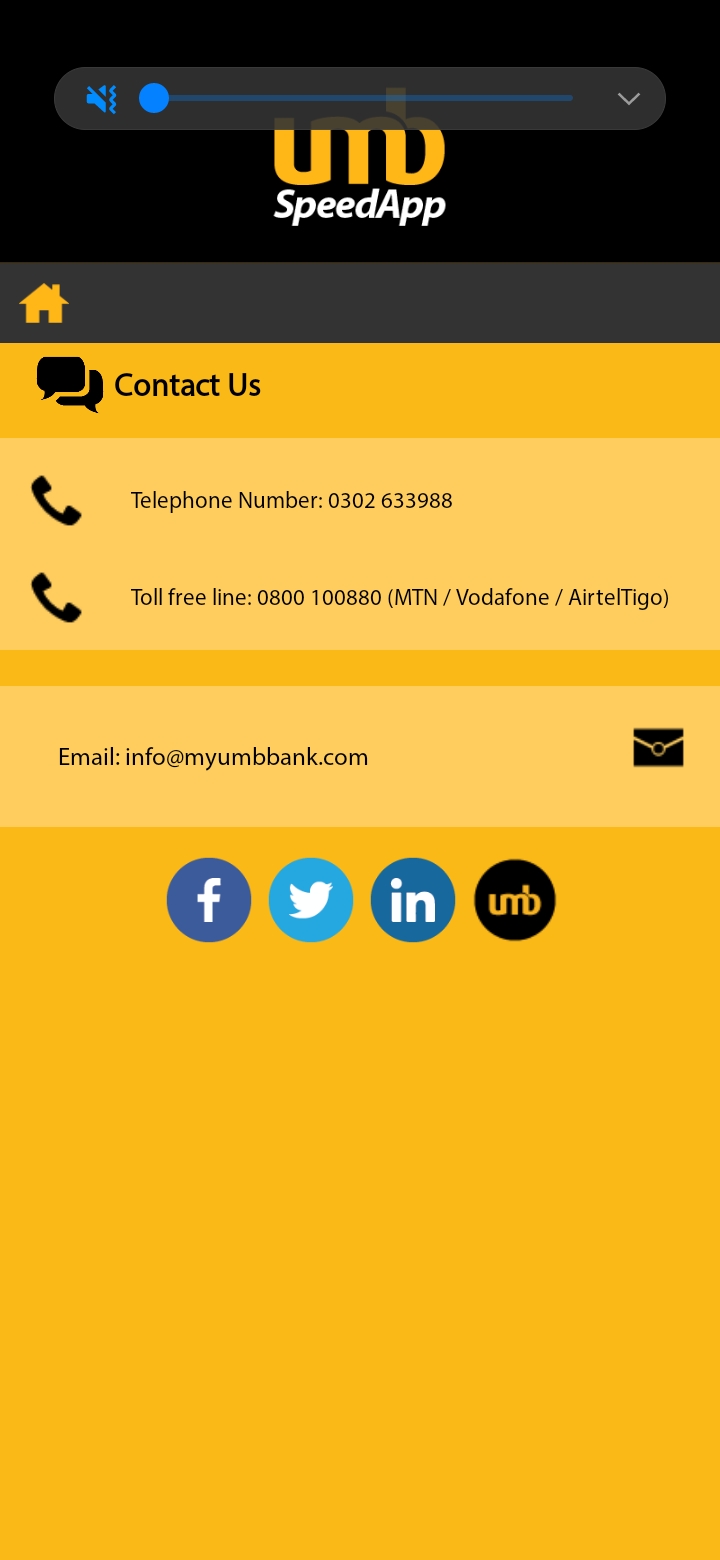 umb
SpeedApp
Contact Us
Telephone Number: 0302 633988
Toll free line: 0800 100880 (MTN / Vodafone / AirtelTigo)
Email: info@myumbbank.com
f
in
umb